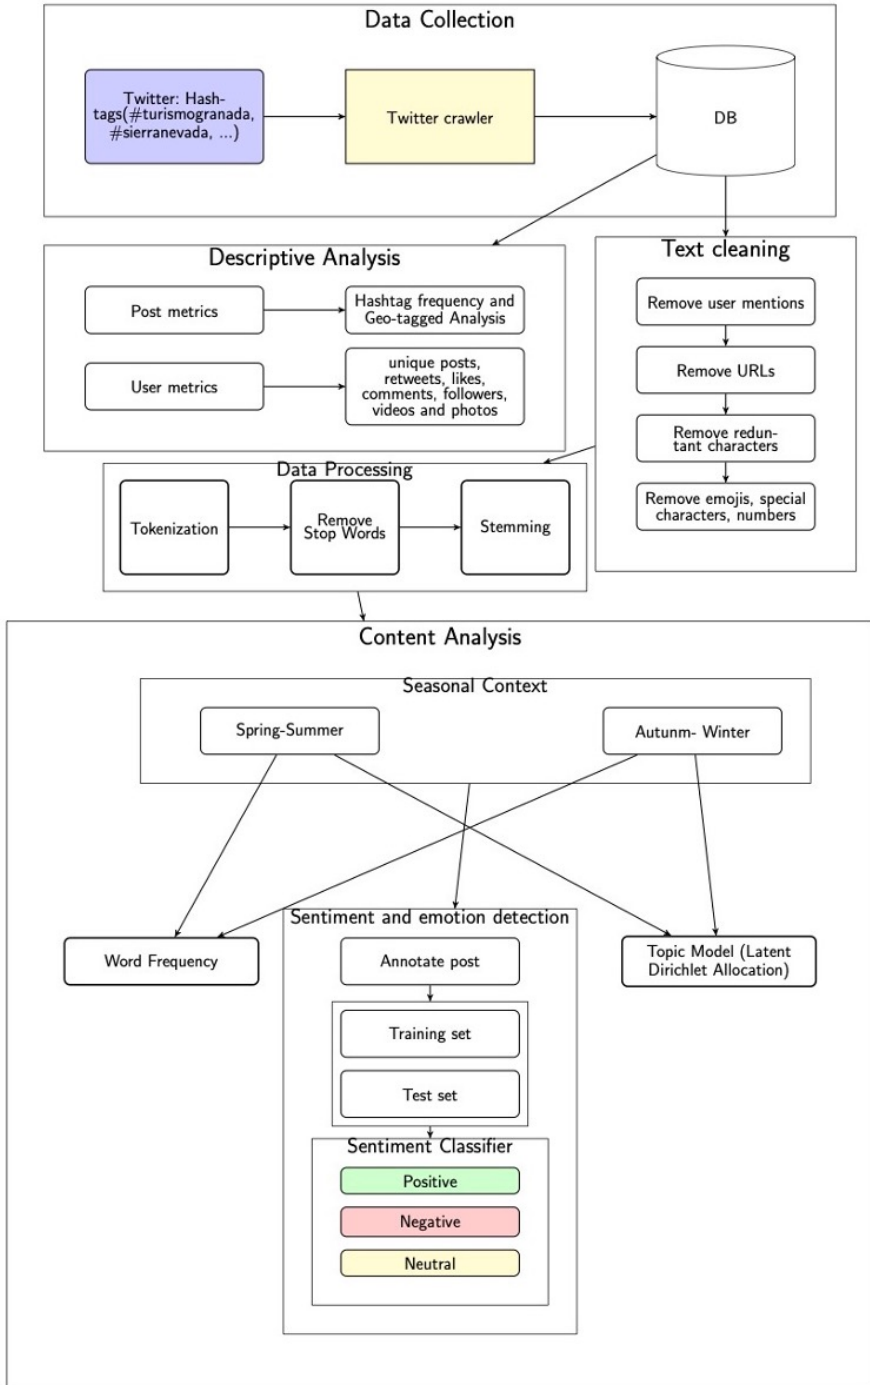 Data Collection
Twitter: Hash-
tags(#turismogranada,
#sierranevada, ...)
Twitter crawler
DB
Descriptive Analysis
Post metrics
Hashtag frequency and
Geo-tagged Analysis
User metrics
unique posts,
retweets, likes,
comments, followers,
videos and photos
Text cleaning
Remove user mentions
Remove URLs
Remove redun-
tant characters
Remove emojis, special
characters, numbers
Data Processing
Tokenization
Remove
Stop Words
Stemming
Content Analysis
Seasonal Context
Spring-Summer
Autunm- Winter
Word Frequency
Sentiment and emotion detection
Annotate post
Training set
Test set
Sentiment Classifier
Positive
Negative
Neutral
Topic Model (Latent
Dirichlet Allocation)